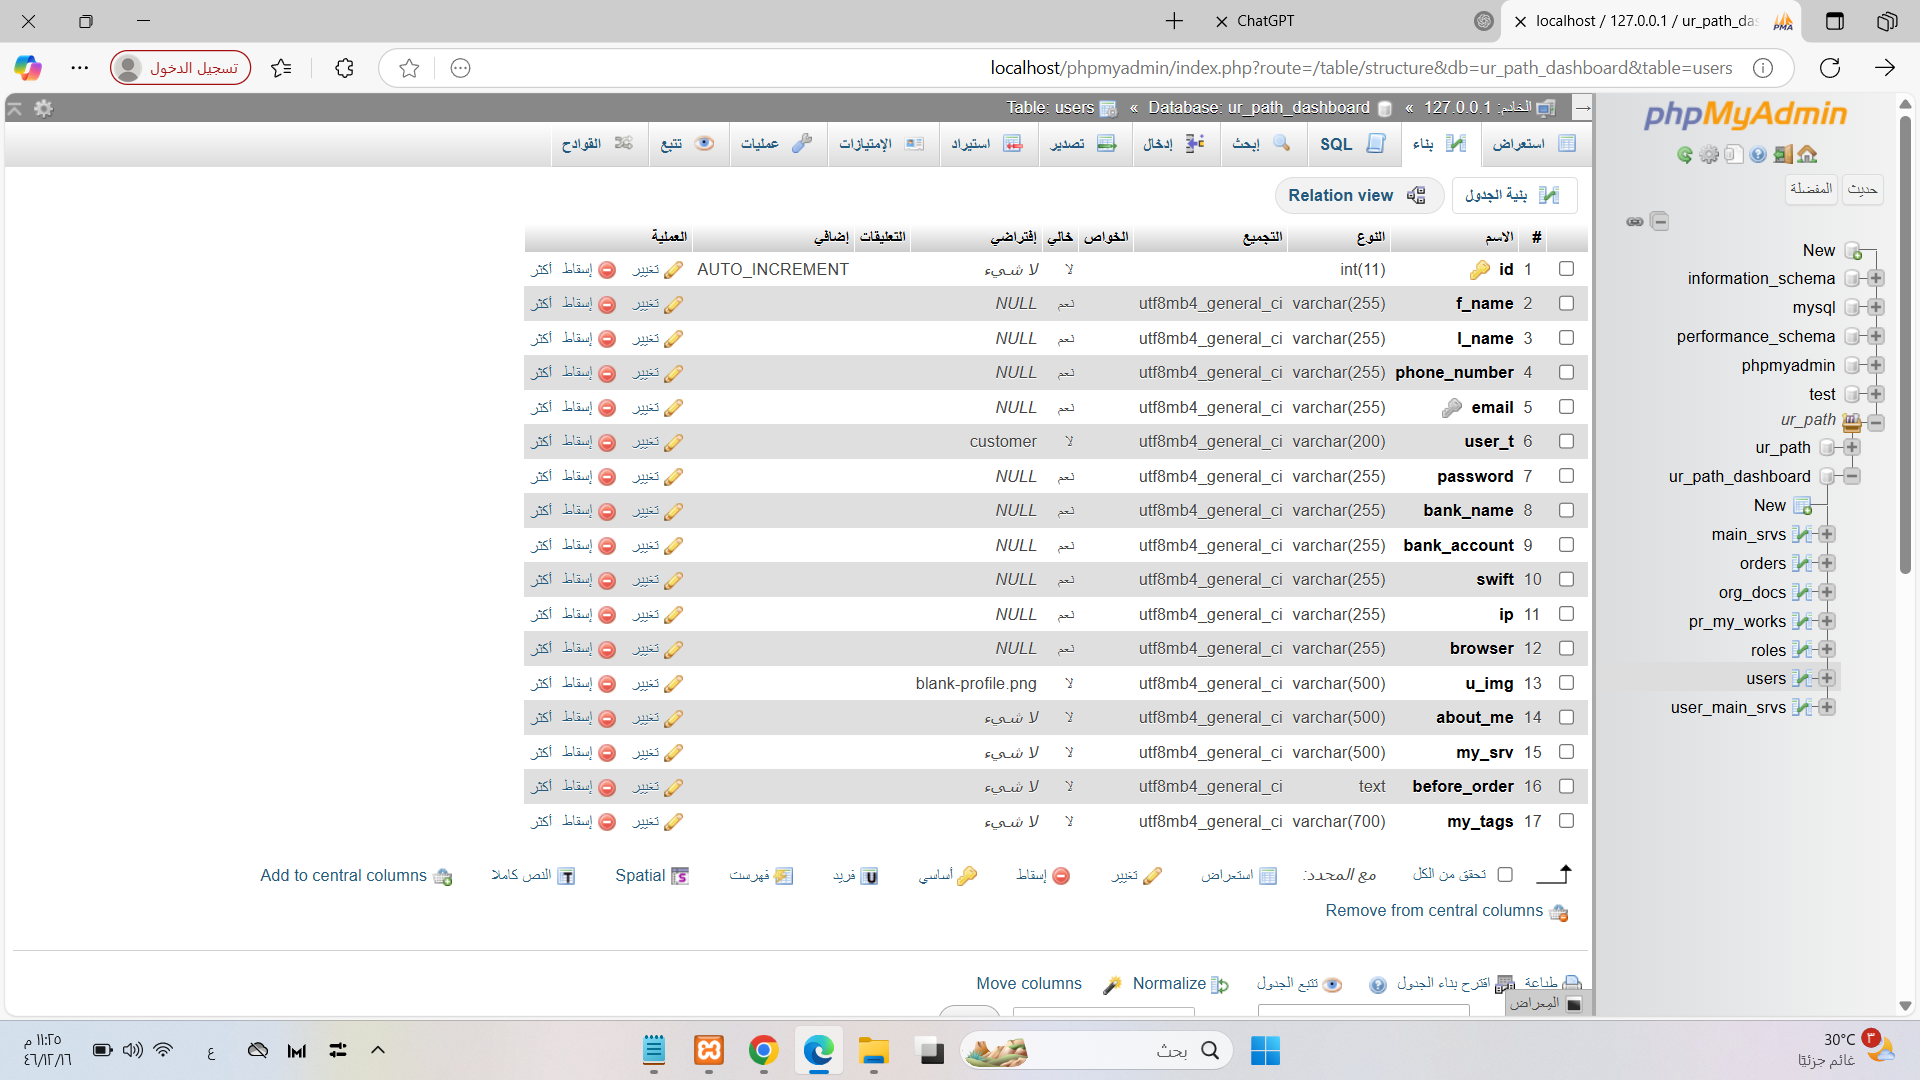 ChatGPT
localhost / 127.0.0.1 / ur_path_das
تسجيل الدخول
localhost/phpmyadmin/index.php?route=/table/structure&db=ur_path_dashboard&table=users
الخادم: 127.0.0.1 » Database: ur_path_dashboard » Table: users
استعراض
بناء
SQL
إبحث
إدخال
تصدير
استيراد
الإمتيازات
عمليات
تتبع
القوادح
بنية الجدول
Relation view
# الاسم النوع التجميع الخواص خالي إفتراضي التعليقات إضافي العملية
1 id int(11) لا لا شيء AUTO_INCREMENT تغيير إسقاط أكثر
2 f_name varchar(255) utf8mb4_general_ci نعم NULL تغيير إسقاط أكثر
3 l_name varchar(255) utf8mb4_general_ci نعم NULL تغيير إسقاط أكثر
4 phone_number varchar(255) utf8mb4_general_ci نعم NULL تغيير إسقاط أكثر
5 email varchar(255) utf8mb4_general_ci نعم NULL تغيير إسقاط أكثر
6 user_t varchar(200) utf8mb4_general_ci لا customer تغيير إسقاط أكثر
7 password varchar(255) utf8mb4_general_ci نعم NULL تغيير إسقاط أكثر
8 bank_name varchar(255) utf8mb4_general_ci نعم NULL تغيير إسقاط أكثر
9 bank_account varchar(255) utf8mb4_general_ci نعم NULL تغيير إسقاط أكثر
10 swift varchar(255) utf8mb4_general_ci نعم NULL تغيير إسقاط أكثر
11 ip varchar(255) utf8mb4_general_ci نعم NULL تغيير إسقاط أكثر
12 browser varchar(255) utf8mb4_general_ci نعم NULL تغيير إسقاط أكثر
13 u_img varchar(500) utf8mb4_general_ci لا blank-profile.png تغيير إسقاط أكثر
14 about_me varchar(500) utf8mb4_general_ci لا لا شيء تغيير إسقاط أكثر
15 my_srv varchar(500) utf8mb4_general_ci لا لا شيء تغيير إسقاط أكثر
16 before_order text utf8mb4_general_ci لا لا شيء تغيير إسقاط أكثر
17 my_tags varchar(700) utf8mb4_general_ci لا لا شيء تغيير إسقاط أكثر
تحقق من الكل مع المحدد: استعراض تغيير إسقاط أساسي فريد فهرست Spatial النص كاملا Add to central columns
Remove from central columns
طباعة اقترح بناء الجدول تتبع الجدول Normalize Move columns
المعراض
phpMyAdmin
حديث
المفضلة
New
information_schema
mysql
performance_schema
phpmyadmin
test
ur_path
ur_path
ur_path_dashboard
New
main_srvs
orders
org_docs
pr_my_works
roles
users
user_main_srvs
30°C
غائم جزئيًا
٣
بحث
ع
١١:٢٥ م
٤٦/١٢/١٦